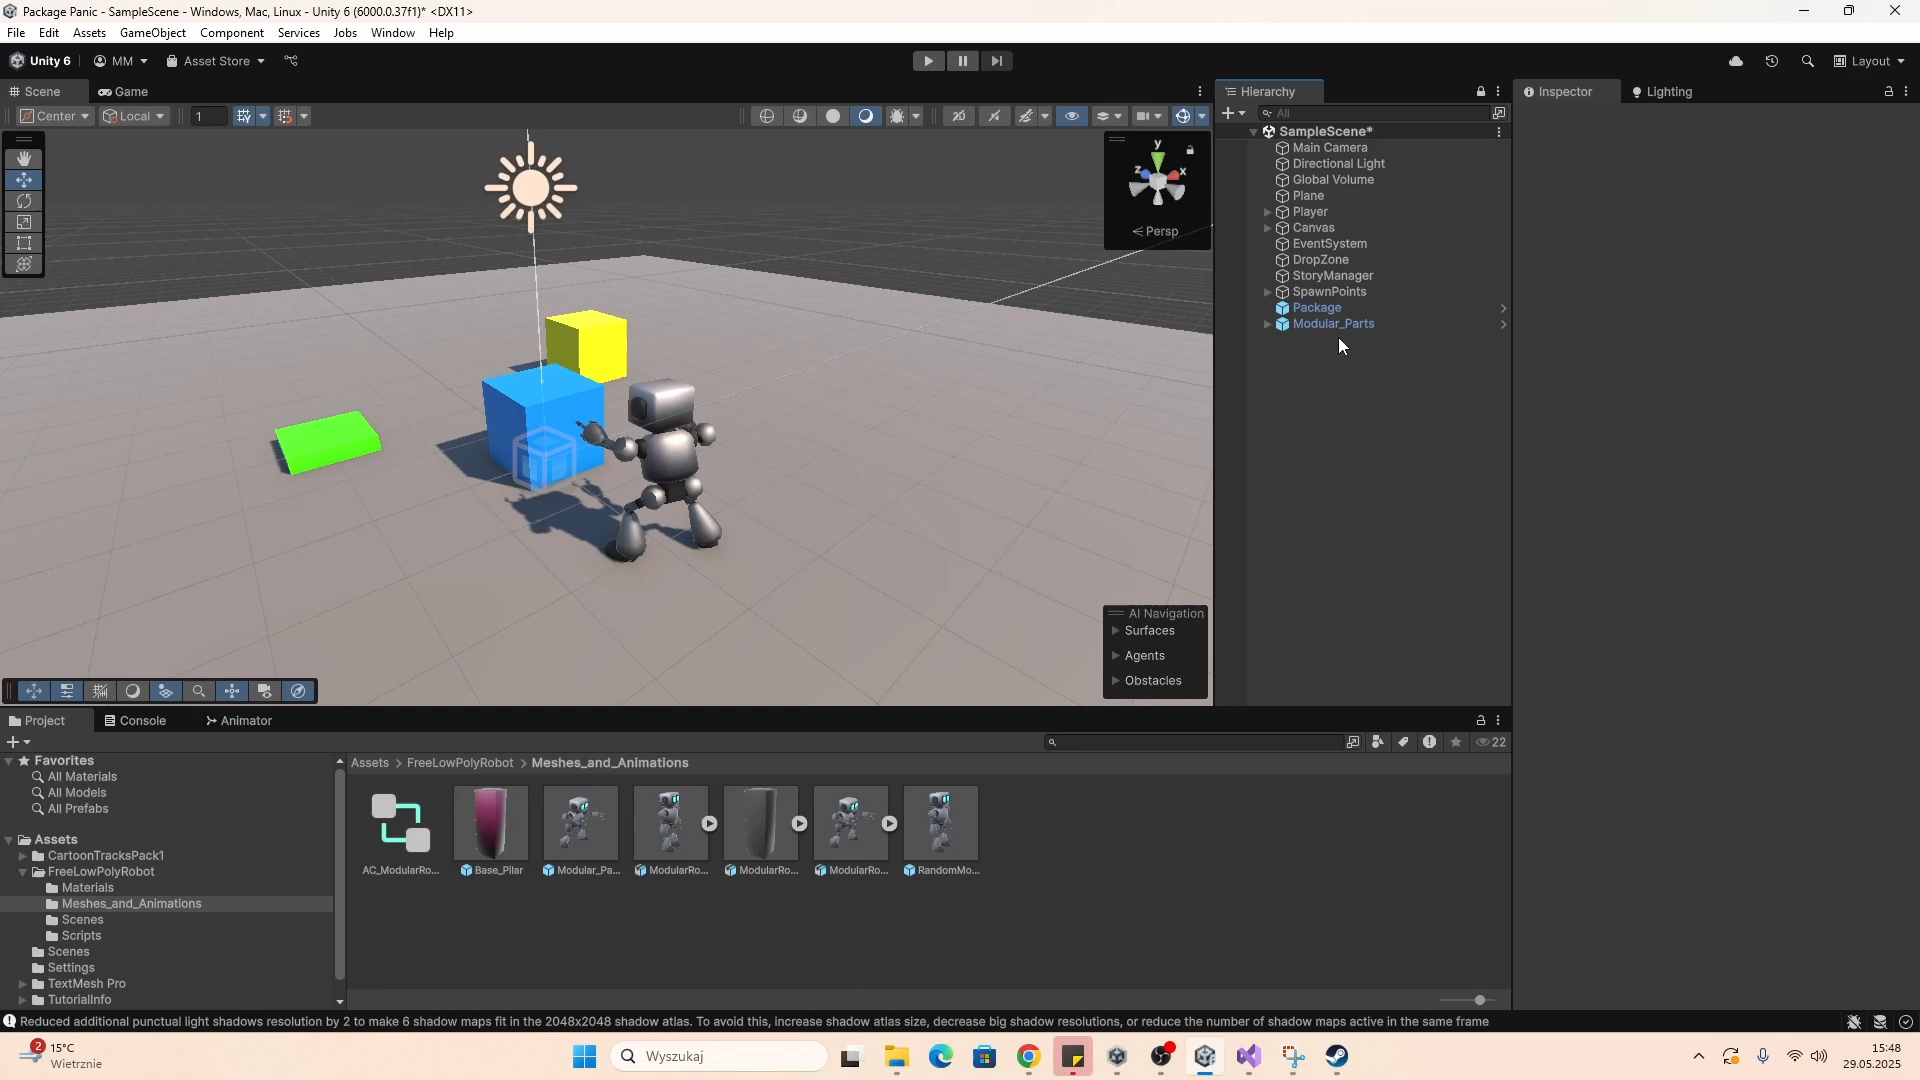 Package Panic - SampleScene - Windows, Mac, Linux - Unity 6 (6000.0.37f1)* <DX11>
File Edit Assets GameObject Component Services Jobs Window Help
Unity 6 MM Asset Store Layout
Scene Game
Center Local 1 2D
y
z x
Persp
AI Navigation
Surfaces
Agents
Obstacles
Hierarchy
All
SampleScene*
Main Camera
Directional Light
Global Volume
Plane
Player
Canvas
EventSystem
DropZone
StoryManager
SpawnPoints
Package
Modular_Parts
Inspector Lighting
Project Console Animator
22
Favorites
All Materials
All Models
All Prefabs
Assets
CartoonTracksPack1
FreeLowPolyRobot
Materials
Meshes_and_Animations
Scenes
Scripts
Scenes
Settings
TextMesh Pro
TutorialInfo
Assets > FreeLowPolyRobot > Meshes_and_Animations
AC_ModularRo... Base_Pilar Modular_Pa... ModularRo... ModularRo... ModularRo... RandomMo...
Reduced additional punctual light shadows resolution by 2 to make 6 shadow maps fit in the 2048x2048 shadow atlas. To avoid this, increase shadow atlas size, decrease big shadow resolutions, or reduce the number of shadow maps active in the same frame
2
15°C
Wietrznie
Wyszukaj
15:48
29.05.2025